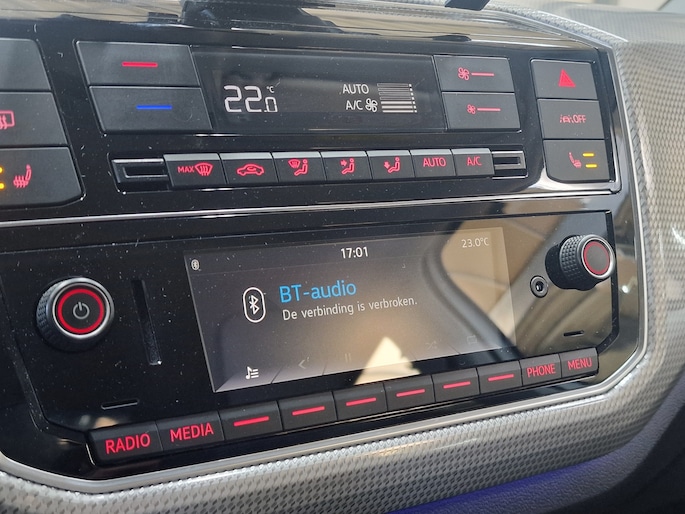 22.0 °C
AUTO
A/C
OFF
MAX
AUTO
A/C
17:01
23.0°C
BT-audio
De verbinding is verbroken.
RADIO
MEDIA
PHONE
MENU